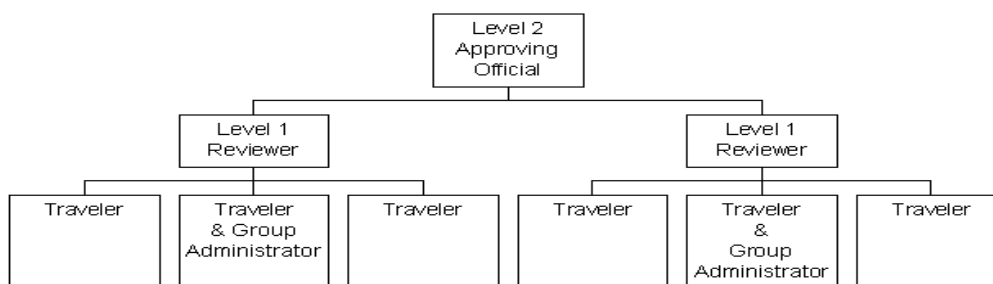 Level 2
Approving
Official
Level 1
Reviewer
Level 1
Reviewer
Traveler
Traveler
& Group
Administrator
Traveler
Traveler
Traveler
&
Group
Administrator
Traveler